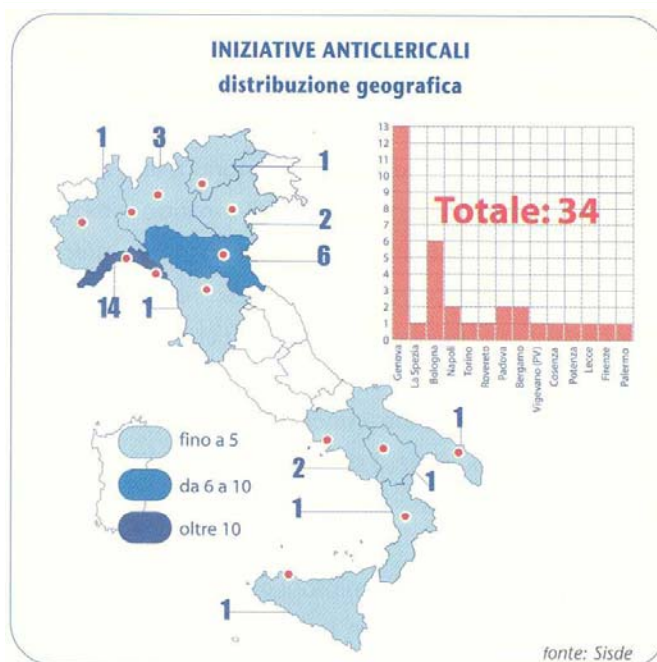 INIZIATIVE ANTICLERICALI
distribuzione geografica
1
3
1
2
6
14
1
1
2
1
1
1
fino a 5
da 6 a 10
oltre 10
13
12
11
10
9
8
7
6
5
4
3
2
1
0
Totale: 34
Genova
La Spezia
Bologna
Napoli
Torino
Rovereto
Padova
Bergamo
Vigevano (PV)
Cosenza
Potenza
Lecce
Firenze
Palermo
fonte: Sisde